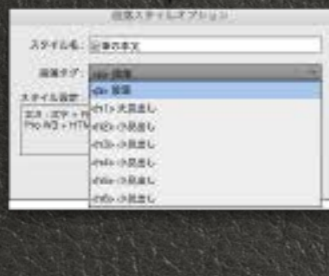 段落スタイルオプション
スタイル名: 記事の本文
段落タグ: <p> 段落
<p> 段落
<h1> 大見出し
<h2> 小見出し
<h3> 小見出し
<h4> 小見出し
<h5> 小見出し
<h6> 小見出し
スタイル設定: